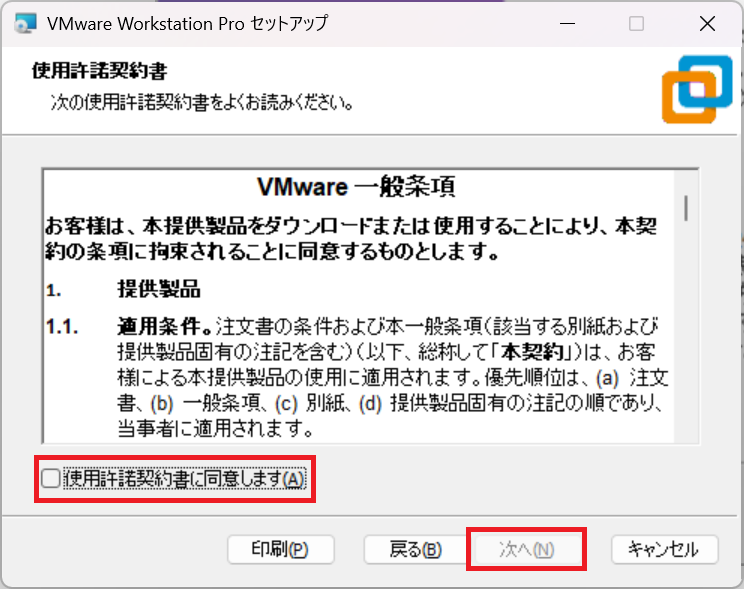 VMware Workstation Pro セットアップ
使用許諾契約書
次の使用許諾契約書をよくお読みください。
VMware 一般条項
お客様は、本提供製品をダウンロードまたは使用することにより、本契
約の条項に拘束されることに同意するものとします。
1. 提供製品
1.1. 適用条件。注文書の条件および本一般条項(該当する別紙および
提供製品固有の注記を含む)(以下、総称して「本契約」)は、お客
様による本提供製品の使用に適用されます。優先順位は、(a) 注文
書、(b) 一般条項、(c) 別紙、(d) 提供製品固有の注記の順であり、
当事者に適用されます。
使用許諾契約書に同意します(A)
印刷(P) 戻る(B) 次へ(N) キャンセル